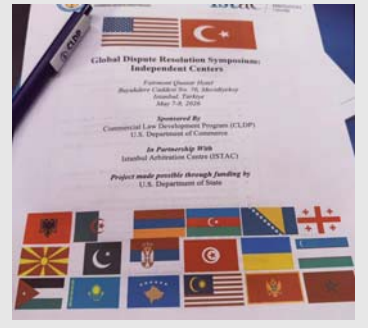 ISTAC
CLDP
Global Dispute Resolution Symposium:
Independent Centers
Fairmont Quasar Hotel
Büyükdere Caddesi No. 76, Mecidiyeköy
Istanbul, Türkiye
May 7-8, 2026
Sponsored By
Commercial Law Development Program (CLDP)
U.S. Department of Commerce
In Partnership With
Istanbul Arbitration Centre (ISTAC)
Project made possible through funding by
U.S. Department of State